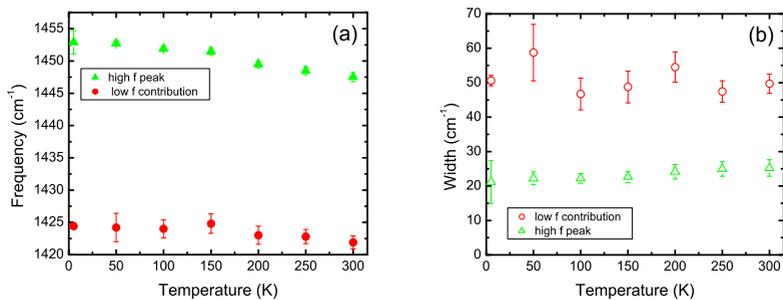 (a)
1455
1450
1445
1440
1435
1430
1425
1420
Frequency (cm⁻¹)
high f peak
low f contribution
0 50 100 150 200 250 300
Temperature (K)
(b)
70
60
50
40
30
20
10
0
Width (cm⁻¹)
low f contribution
high f peak
0 50 100 150 200 250 300
Temperature (K)